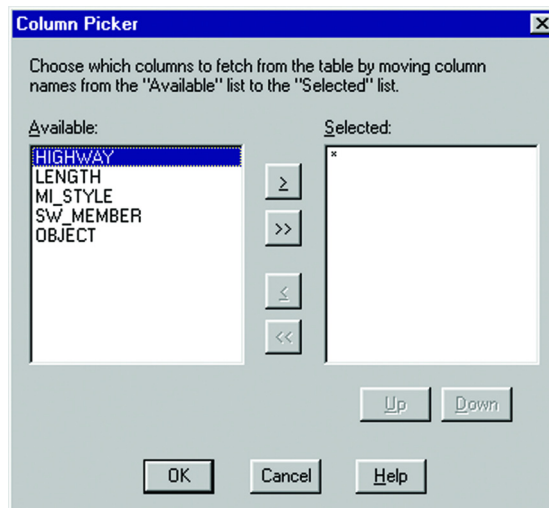 Column Picker
Choose which columns to fetch from the table by moving column
names from the "Available" list to the "Selected" list.
Available:
HIGHWAY
LENGTH
MI_STYLE
SW_MEMBER
OBJECT
>
>>
<
<<
Selected:
*
Up
Down
OK
Cancel
Help